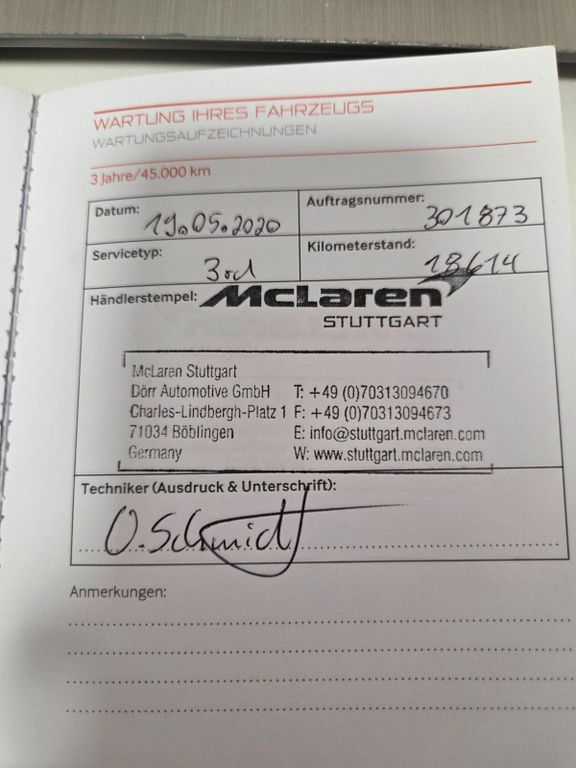 WARTUNG IHRES FAHRZEUGS
WARTUNGSAUFZEICHNUNGEN
3 Jahre/45.000 km
Datum: 19.05.2020
Auftragsnummer: 301873
Servicetyp: 3rd
Kilometerstand: 18614
Händlerstempel: McLaren
STUTTGART
McLaren Stuttgart
Dörr Automotive GmbH T: +49 (0)70313094670
Charles-Lindbergh-Platz 1 F: +49 (0)70313094673
71034 Böblingen E: info@stuttgart.mclaren.com
Germany W: www.stuttgart.mclaren.com
Techniker (Ausdruck & Unterschrift):
O. Schmidt
Anmerkungen: